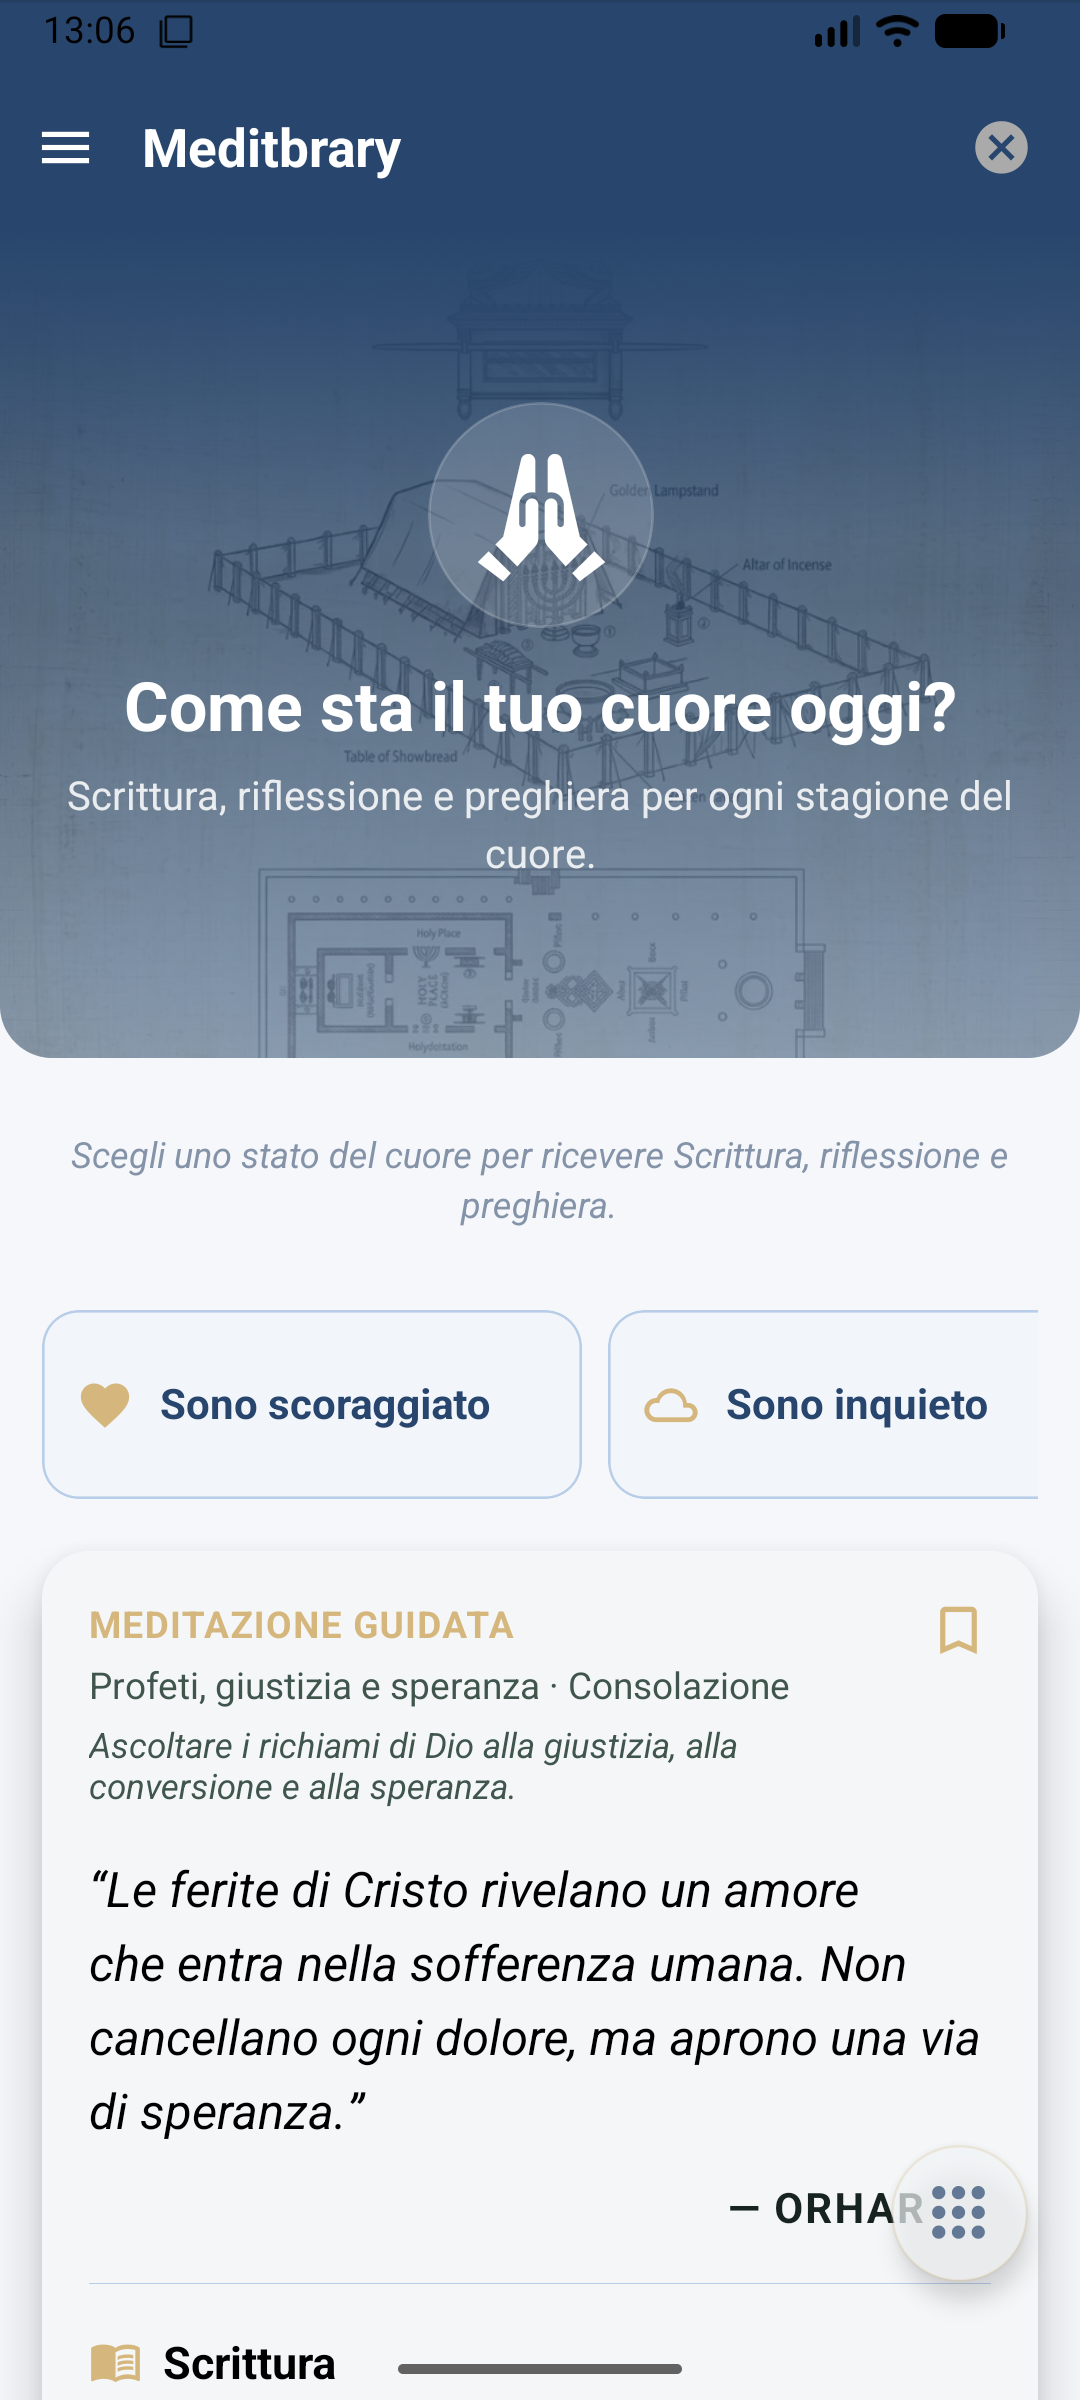 13:06
Meditbrary
Golden Lampstand
Altar of Incense
Come sta il tuo cuore oggi?
Table of Showbread
Scrittura, riflessione e preghiera per ogni stagione del
cuore.
Holy Place
HOLY
PLACE
Holydontation
Scegli uno stato del cuore per ricevere Scrittura, riflessione e
preghiera.
Sono scoraggiato
Sono inquieto
MEDITAZIONE GUIDATA
Profeti, giustizia e speranza · Consolazione
Ascoltare i richiami di Dio alla giustizia, alla
conversione e alla speranza.
“Le ferite di Cristo rivelano un amore
che entra nella sofferenza umana. Non
cancellano ogni dolore, ma aprono una via
di speranza.”
— ORHAR
Scrittura